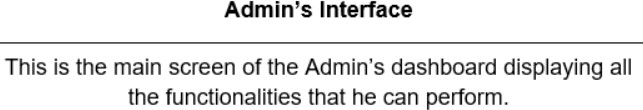 Admin’s Interface
This is the main screen of the Admin’s dashboard displaying all
the functionalities that he can perform.